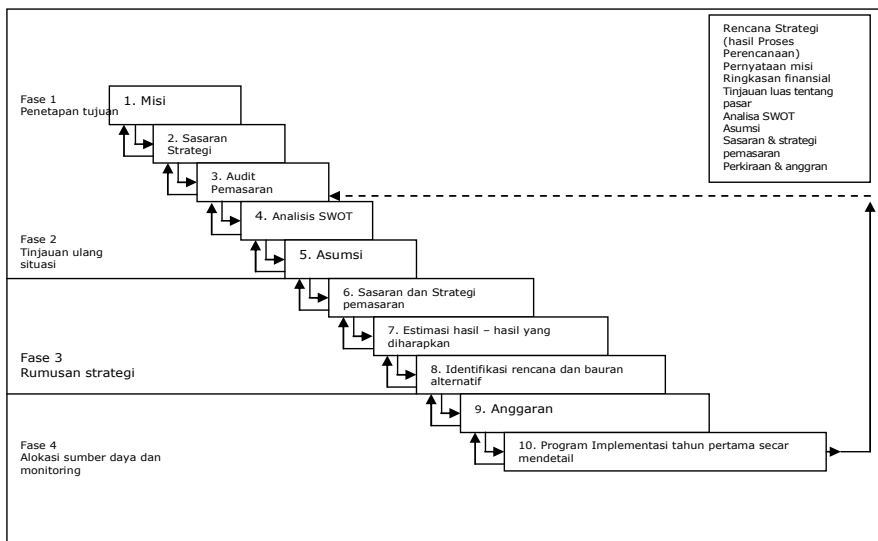 Rencana Strategi
(hasil Proses
Perencanaan)
Pernyataan misi
Ringkasan finansial
Tinjauan luas tentang
pasar
Analisa SWOT
Asumsi
Sasaran & strategi
pemasaran
Perkiraan & anggran
Fase 1
Penetapan tujuan
1. Misi
2. Sasaran
Strategi
3. Audit
Pemasaran
4. Analisis SWOT
Fase 2
Tinjauan ulang
situasi
5. Asumsi
6. Sasaran dan Strategi
pemasaran
7. Estimasi hasil – hasil yang
diharapkan
Fase 3
Rumusan strategi
8. Identifikasi rencana dan bauran
alternatif
9. Anggaran
Fase 4
Alokasi sumber daya dan
monitoring
10. Program Implementasi tahun pertama secar
mendetail